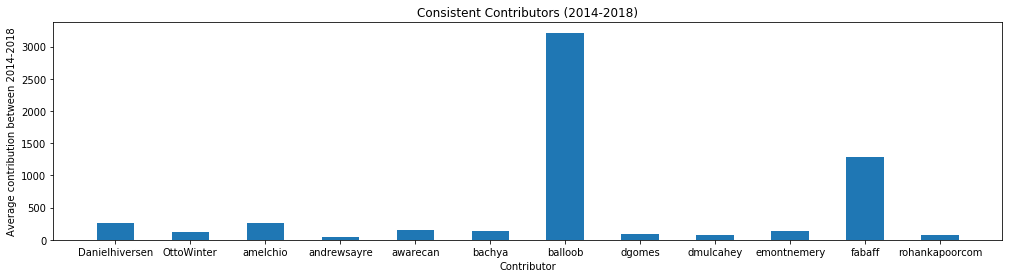 Consistent Contributors (2014-2018)
Average contribution between 2014-2018
3000
2500
2000
1500
1000
500
0
Danielhiversen OttoWinter amelchio andrewsayre awarecan bachya balloob dgomes dmulcahey emontnemery fabaff rohankapoorcom
Contributor